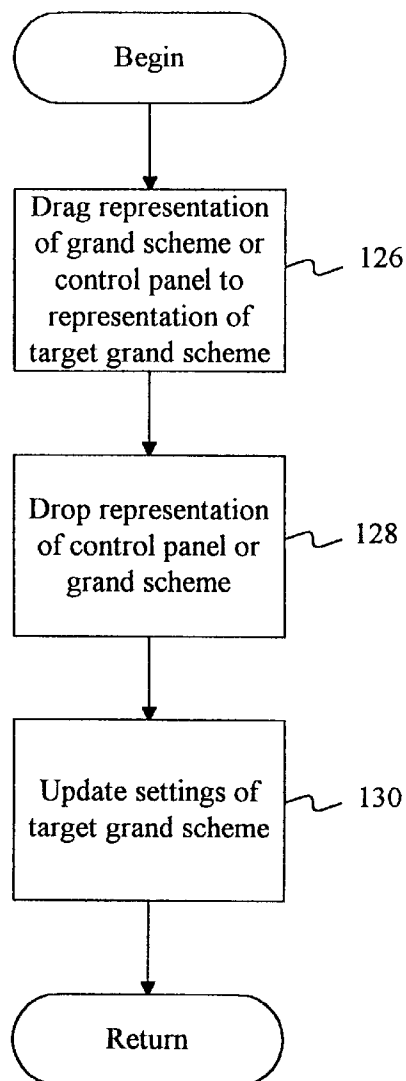 Begin
Drag representation
of grand scheme or
control panel to
representation of
target grand scheme
126
Drop representation
of control panel or
grand scheme
128
Update settings of
target grand scheme
130
Return